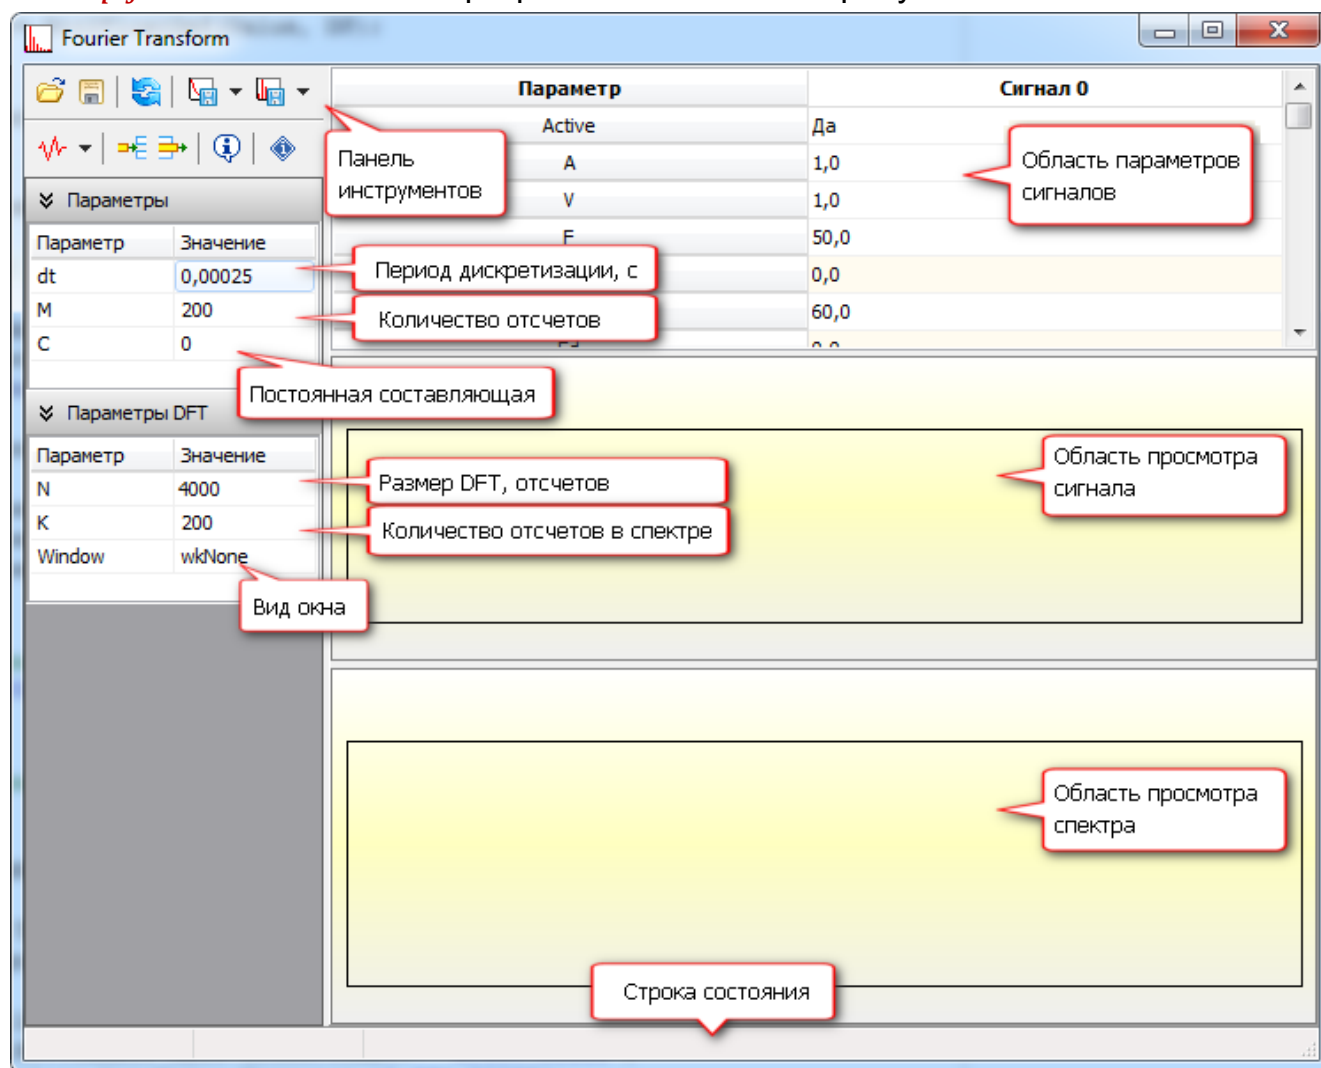 Fourier Transform
Параметр Сигнал 0
Active Да
A 1,0
V 1,0
F 50,0
0,0
60,0
Панель
инструментов
Область параметров
сигналов
Параметры
Параметр Значение
dt 0,00025
M 200
C 0
Период дискретизации, с
Количество отсчетов
Постоянная составляющая
Параметры DFT
Параметр Значение
N 4000
K 200
Window wkNone
Размер DFT, отсчетов
Количество отсчетов в спектре
Вид окна
Область просмотра
сигнала
Область просмотра
спектра
Строка состояния